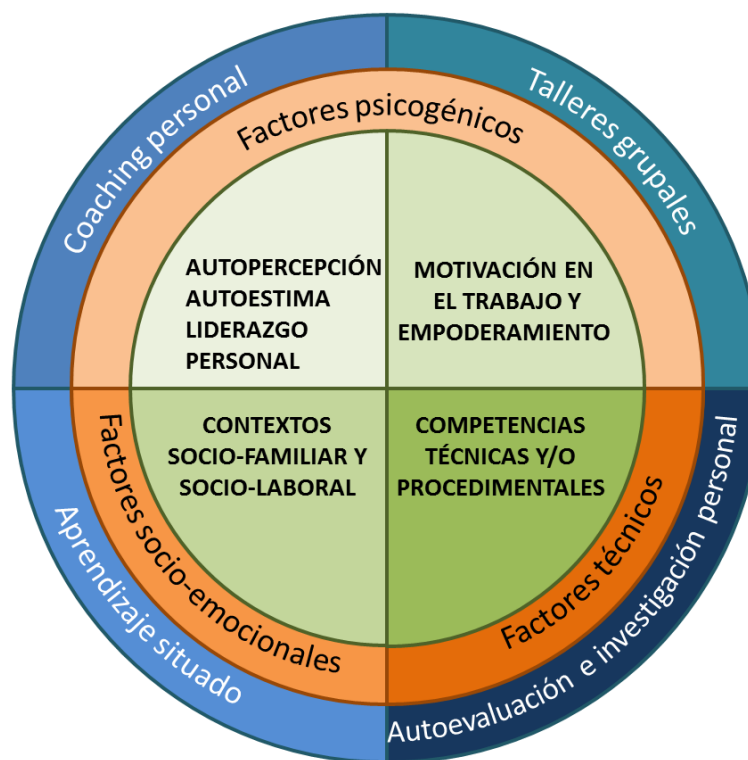 Coaching personal
Talleres grupales
Factores psicogénicos
AUTOPERCEPCIÓN
AUTOESTIMA
LIDERAZGO
PERSONAL
MOTIVACIÓN EN
EL TRABAJO Y
EMPODERAMIENTO
CONTEXTOS
SOCIO-FAMILIAR Y
SOCIO-LABORAL
COMPETENCIAS
TÉCNICAS Y/O
PROCEDIMENTALES
Factores socio-emocionales
Factores técnicos
Aprendizaje situado
Autoevaluación e investigación personal